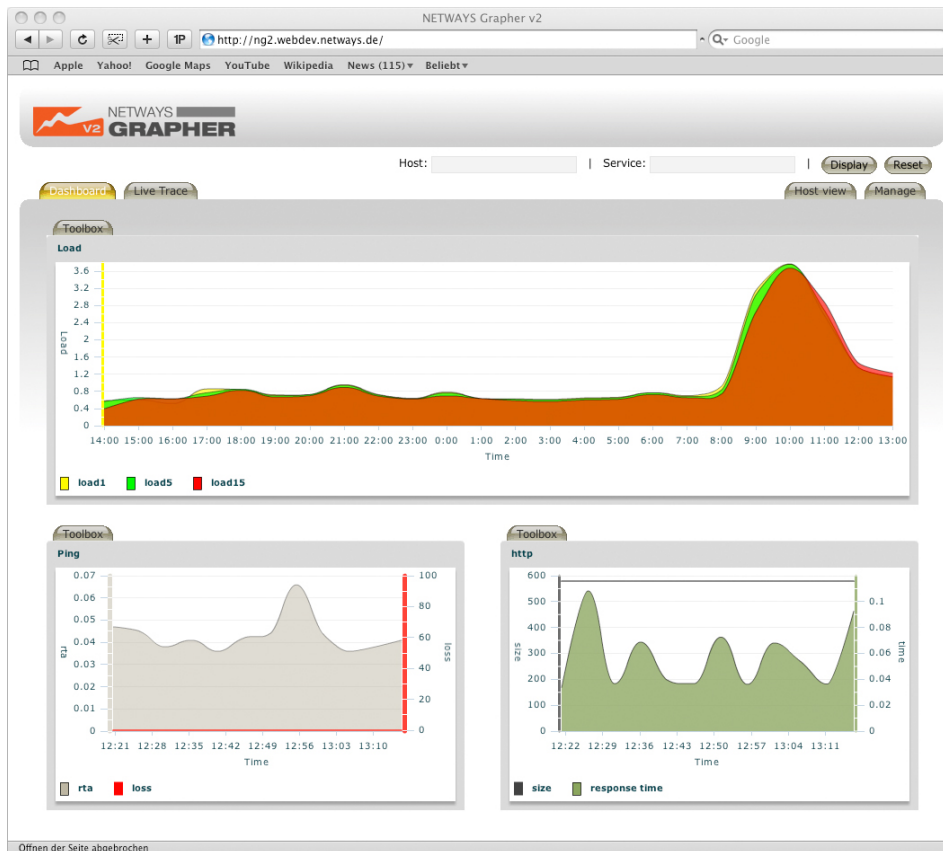 NETWAYS Grapher v2
1P http://ng2.webdev.netways.de/ Google
Apple Yahoo! Google Maps YouTube Wikipedia News (115) Beliebt
NETWAYS
V2 GRAPHER
Host: | Service: | Display Reset
Dashboard Live Trace Host view Manage
Toolbox
Load
3.6
3.2
2.8
2.4
2
1.6
1.2
0.8
0.4
0
Load
14:00 15:00 16:00 17:00 18:00 19:00 20:00 21:00 22:00 23:00 0:00 1:00 2:00 3:00 4:00 5:00 6:00 7:00 8:00 9:00 10:00 11:00 12:00 13:00
Time
load1 load5 load15
Toolbox
Ping
0.07
0.06
0.05
0.04
0.03
0.02
0.01
0
rta
100
80
60
40
20
0
loss
12:21 12:28 12:35 12:42 12:49 12:56 13:03 13:10
Time
rta loss
Toolbox
http
600
500
400
300
200
100
0
size
0.1
0.08
0.06
0.04
0.02
0
time
12:22 12:29 12:36 12:43 12:50 12:57 13:04 13:11
Time
size response time
Öffnen der Seite abgebrochen